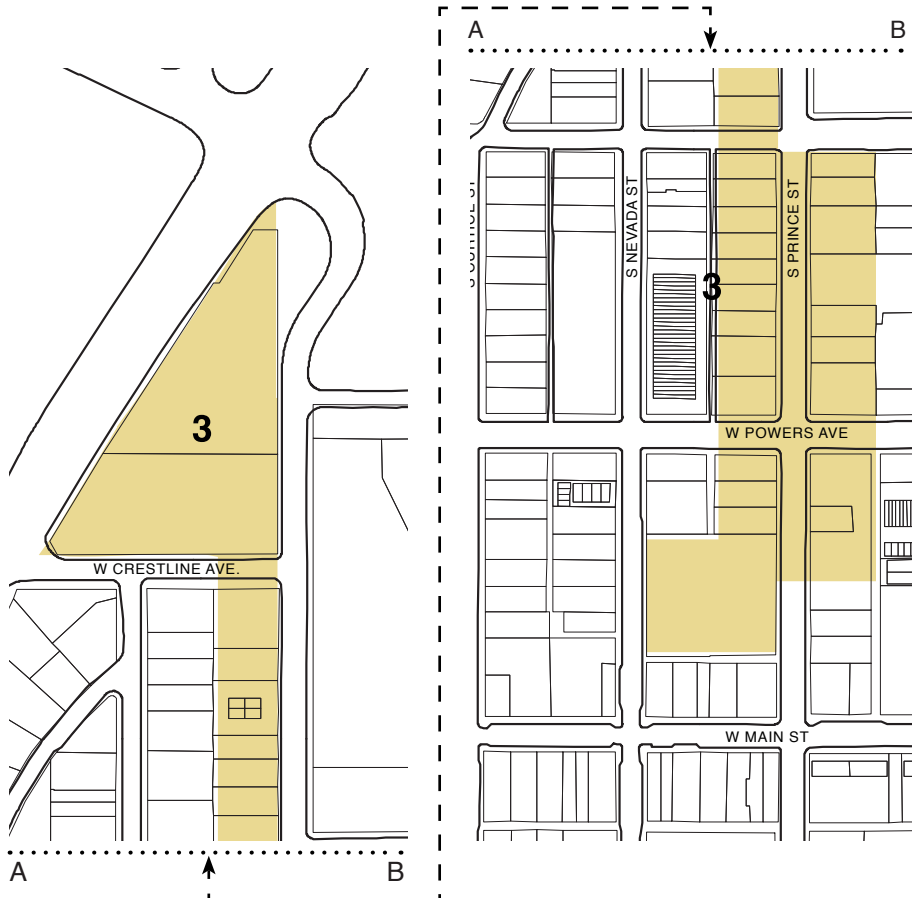 A B
S NEVADA ST
S PRINCE ST
3
W POWERS AVE
W MAIN ST
3
W CRESTLINE AVE.
A B